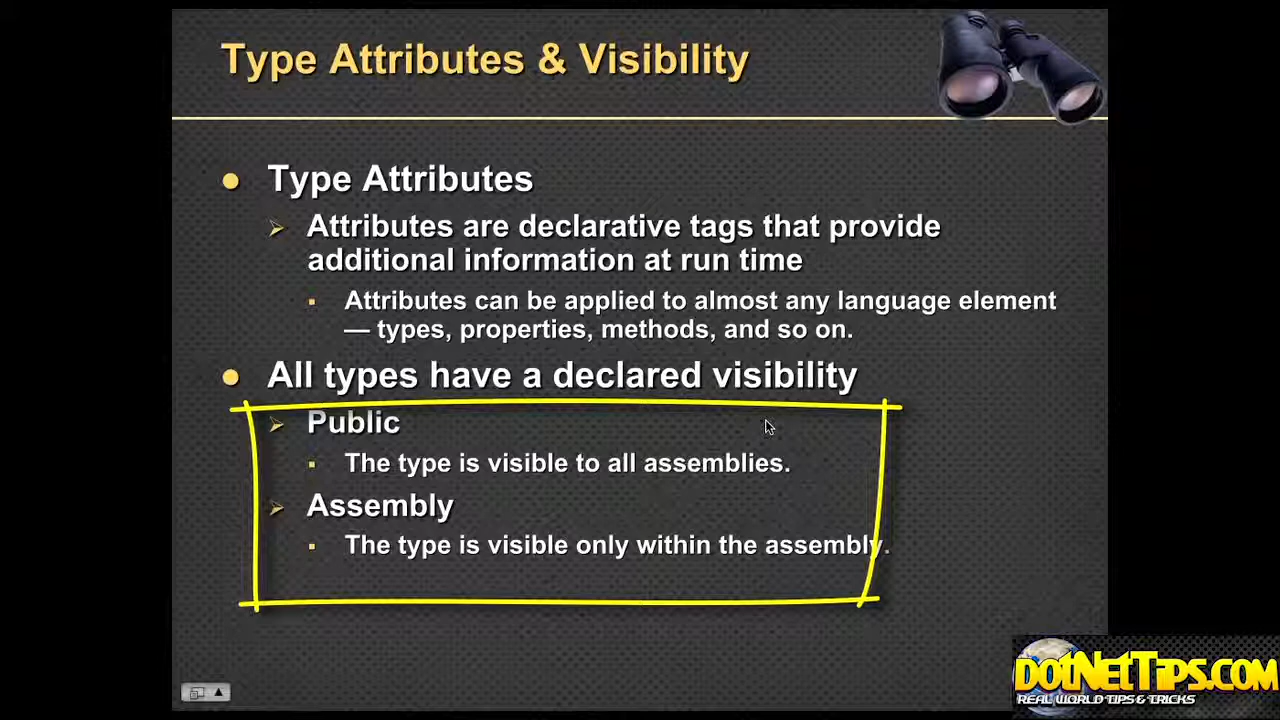 Type Attributes & Visibility
Type Attributes
Attributes are declarative tags that provide
additional information at run time
Attributes can be applied to almost any language element
— types, properties, methods, and so on.
All types have a declared visibility
Public
The type is visible to all assemblies.
Assembly
The type is visible only within the assembly.
DotNetTips.com
REAL WORLD TIPS & TRICKS